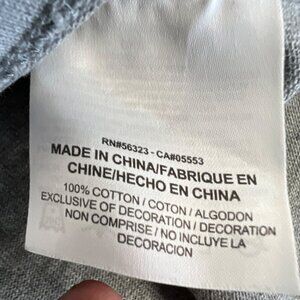 RN#56323 - CA#05553
MADE IN CHINA/FABRIQUE EN
CHINE/HECHO EN CHINA
100% COTTON / COTON / ALGODON
EXCLUSIVE OF DECORATION / DECORATION
NON COMPRISE / NO INCLUYE LA
DECORACION